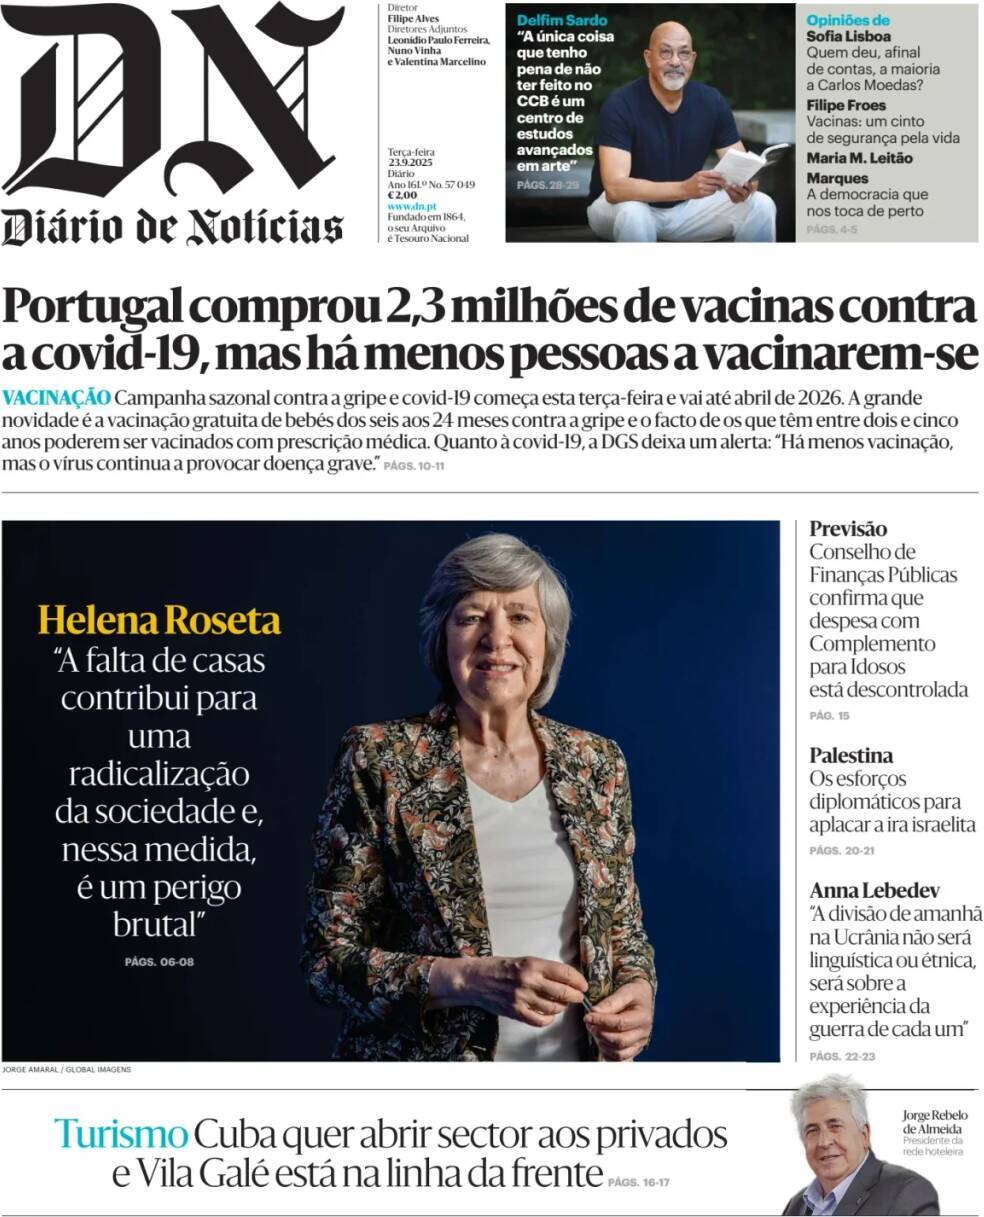 DN
Diário de Notícias
Diretor
Filipe Alves
Diretores Adjuntos
Leonídio Paulo Ferreira,
Nuno Vinha
e Valentina Marcelino
Terça-feira
23.9.2025
Diário
Ano 161.º No. 57 049
€ 2,00
www.dn.pt
Fundado em 1864,
o seu Arquivo
é Tesouro Nacional
Delfim Sardo
“A única coisa
que tenho
pena de não
ter feito no
CCB é um
centro de
estudos
avançados
em arte”
PÁGS. 28-29
Opiniões de
Sofia Lisboa
Quem deu, afinal
de contas, a maioria
a Carlos Moedas?
Filipe Froes
Vacinas: um cinto
de segurança pela vida
Maria M. Leitão
Marques
A democracia que
nos toca de perto
PÁGS. 4-5
Portugal comprou 2,3 milhões de vacinas contra
a covid-19, mas há menos pessoas a vacinarem-se
VACINAÇÃO Campanha sazonal contra a gripe e covid-19 começa esta terça-feira e vai até abril de 2026. A grande
novidade é a vacinação gratuita de bebés dos seis aos 24 meses contra a gripe e o facto de os que têm entre dois e cinco
anos poderem ser vacinados com prescrição médica. Quanto à covid-19, a DGS deixa um alerta: “Há menos vacinação,
mas o vírus continua a provocar doença grave.” PÁGS. 10-11
Helena Roseta
“A falta de casas
contribui para
uma
radicalização
da sociedade e,
nessa medida,
é um perigo
brutal”
PÁGS. 06-08
JORGE AMARAL / GLOBAL IMAGENS
Previsão
Conselho de
Finanças Públicas
confirma que
despesa com
Complemento
para Idosos
está descontrolada
PÁG. 15
Palestina
Os esforços
diplomáticos para
aplacar a ira israelita
PÁGS. 20-21
Anna Lebedev
“A divisão de amanhã
na Ucrânia não será
linguística ou étnica,
será sobre a
experiência da
guerra de cada um”
PÁGS. 22-23
Turismo Cuba quer abrir sector aos privados
e Vila Galé está na linha da frente PÁGS. 16-17
Jorge Rebelo
de Almeida
Presidente da
rede hoteleira